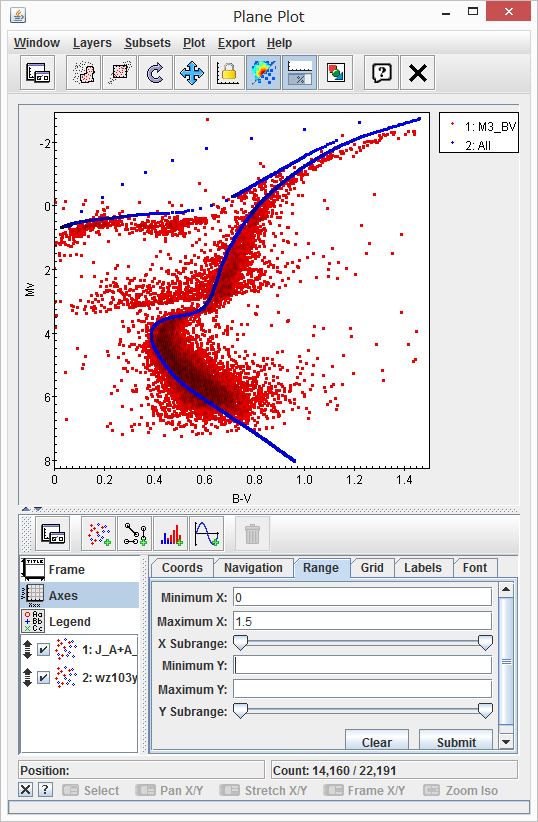 Plane Plot
Window Layers Subsets Plot Export Help
1: M3_BV
2: All
-2
0
2
4
6
8
Mv
0 0.2 0.4 0.6 0.8 1.0 1.2 1.4
B-V
Frame
Axes
Legend
1: J_A+A_
2: wz103y
Coords Navigation Range Grid Labels Font
Minimum X: 0
Maximum X: 1.5
X Subrange:
Minimum Y:
Maximum Y:
Y Subrange:
Clear Submit
Position: Count: 14,160 / 22,191
Select Pan X/Y Stretch X/Y Frame X/Y Zoom Iso